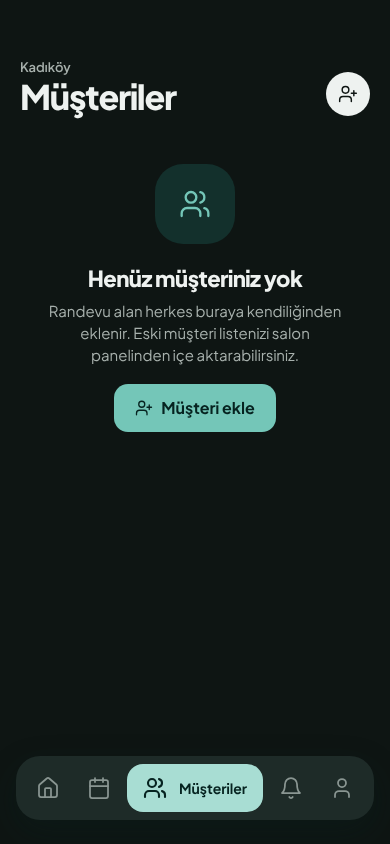 Kadıköy
Müşteriler
Henüz müşteriniz yok
Randevu alan herkes buraya kendiliğinden
eklenir. Eski müşteri listenizi salon
panelinden içe aktarabilirsiniz.
Müşteri ekle
Müşteriler